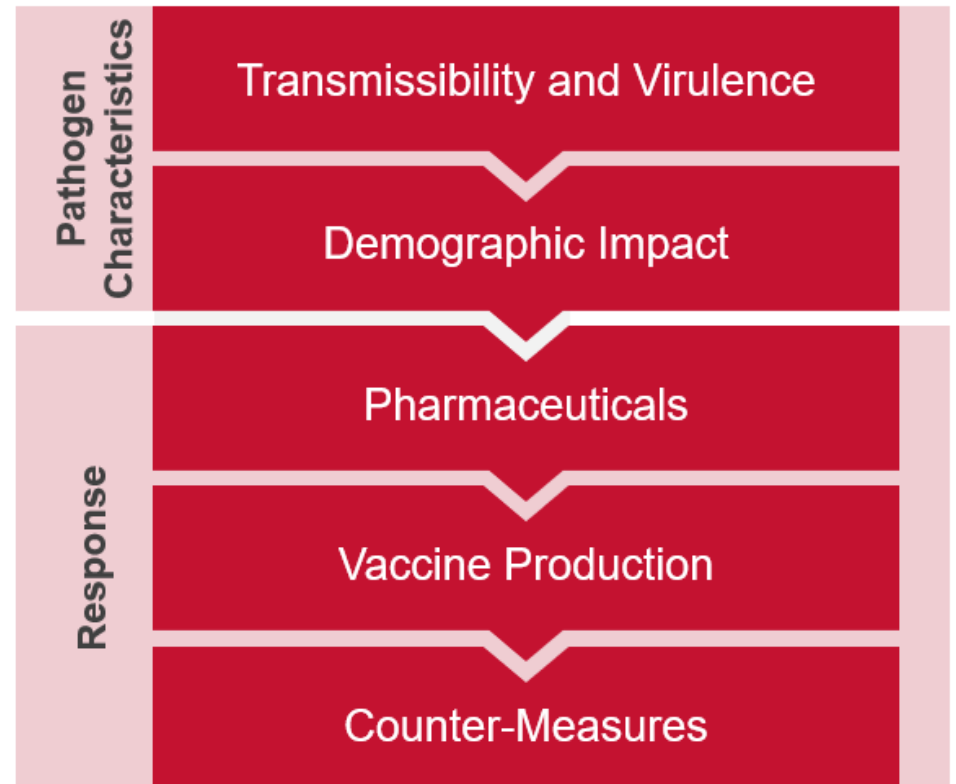 Pathogen
Characteristics
Transmissibility and Virulence
Demographic Impact
Response
Pharmaceuticals
Vaccine Production
Counter-Measures